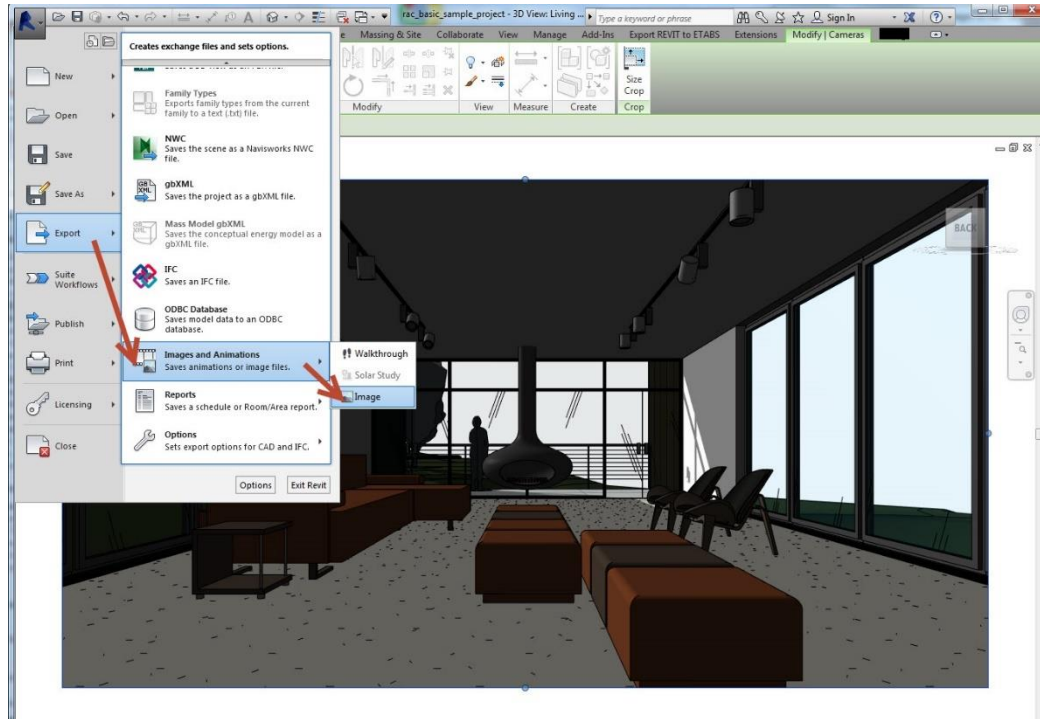 rac_basic_sample_project - 3D View: Living ...
Type a keyword or phrase
Sign In
Massing & Site
Collaborate
View
Manage
Add-Ins
Export REVIT to ETABS
Extensions
Modify | Cameras
Creates exchange files and sets options.
New
Open
Save
Save As
Export
Suite
Workflows
Publish
Print
Licensing
Close
Family Types
Exports family types from the current
family to a text (.txt) file.
NWC
Saves the scene as a Navisworks NWC
file.
gbXML
Saves the project as a gbXML file.
Mass Model gbXML
Saves the conceptual energy model as a
gbXML file.
IFC
Saves an IFC file.
ODBC Database
Saves model data to an ODBC
database.
Images and Animations
Saves animations or image files.
Reports
Saves a schedule or Room/Area report.
Options
Sets export options for CAD and IFC.
Options
Exit Revit
Walkthrough
Solar Study
Image
Size
Crop
Modify
View
Measure
Create
Crop
BACK